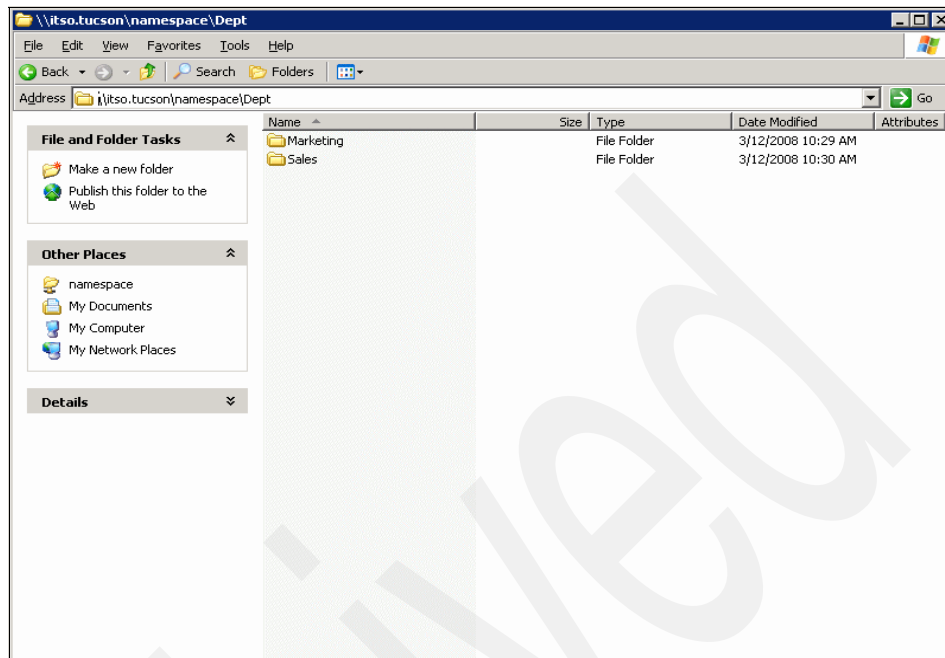 \\itso.tucson\namespace\Dept
File Edit View Favorites Tools Help
Back Search Folders
Address \\itso.tucson\namespace\Dept Go
Name Size Type Date Modified Attributes
File and Folder Tasks
Make a new folder
Publish this folder to the
Web
Other Places
namespace
My Documents
My Computer
My Network Places
Details
Marketing File Folder 3/12/2008 10:29 AM
Sales File Folder 3/12/2008 10:30 AM
ived